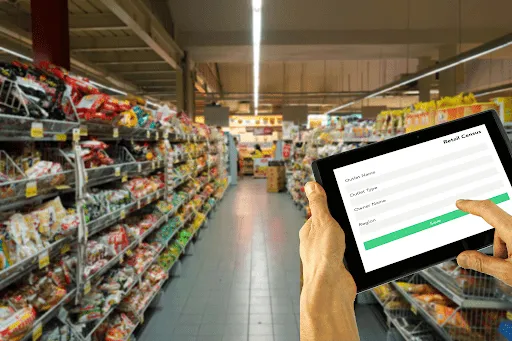 Retail Census
Outlet Name
Outlet Type
Owner Name
Region
Save